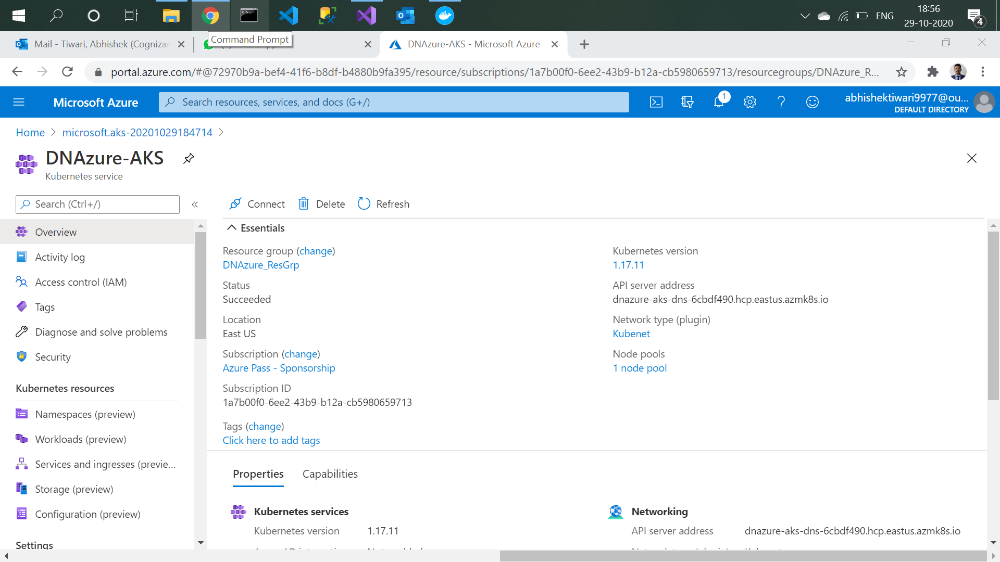 18:56
ENG
29-10-2020
4
Command Prompt
Mail - Tiwari, Abhishek (Cognizan
DNAzure-AKS - Microsoft Azure
portal.azure.com/#@72970b9a-bef4-41f6-b8df-b4880b9fa395/resource/subscriptions/1a7b00f0-6ee2-43b9-b12a-cb5980659713/resourcegroups/DNAzure_R...
Microsoft Azure
Search resources, services, and docs (G+/)
1
abhishektiwari9977@ou...
DEFAULT DIRECTORY
Home
microsoft.aks-20201029184714
DNAzure-AKS
Kubernetes service
Search (Ctrl+/)
Connect
Delete
Refresh
Overview
Activity log
Access control (IAM)
Tags
Diagnose and solve problems
Security
Kubernetes resources
Namespaces (preview)
Workloads (preview)
Services and ingresses (previe...
Storage (preview)
Configuration (preview)
Settings
Essentials
Resource group (change)
DNAzure_ResGrp
Status
Succeeded
Location
East US
Subscription (change)
Azure Pass - Sponsorship
Subscription ID
1a7b00f0-6ee2-43b9-b12a-cb5980659713
Tags (change)
Click here to add tags
Kubernetes version
1.17.11
API server address
dnazure-aks-dns-6cbdf490.hcp.eastus.azmk8s.io
Network type (plugin)
Kubenet
Node pools
1 node pool
Properties
Capabilities
Kubernetes services
Kubernetes version 1.17.11
Networking
API server address dnazure-aks-dns-6cbdf490.hcp.eastus.azmk8s.io